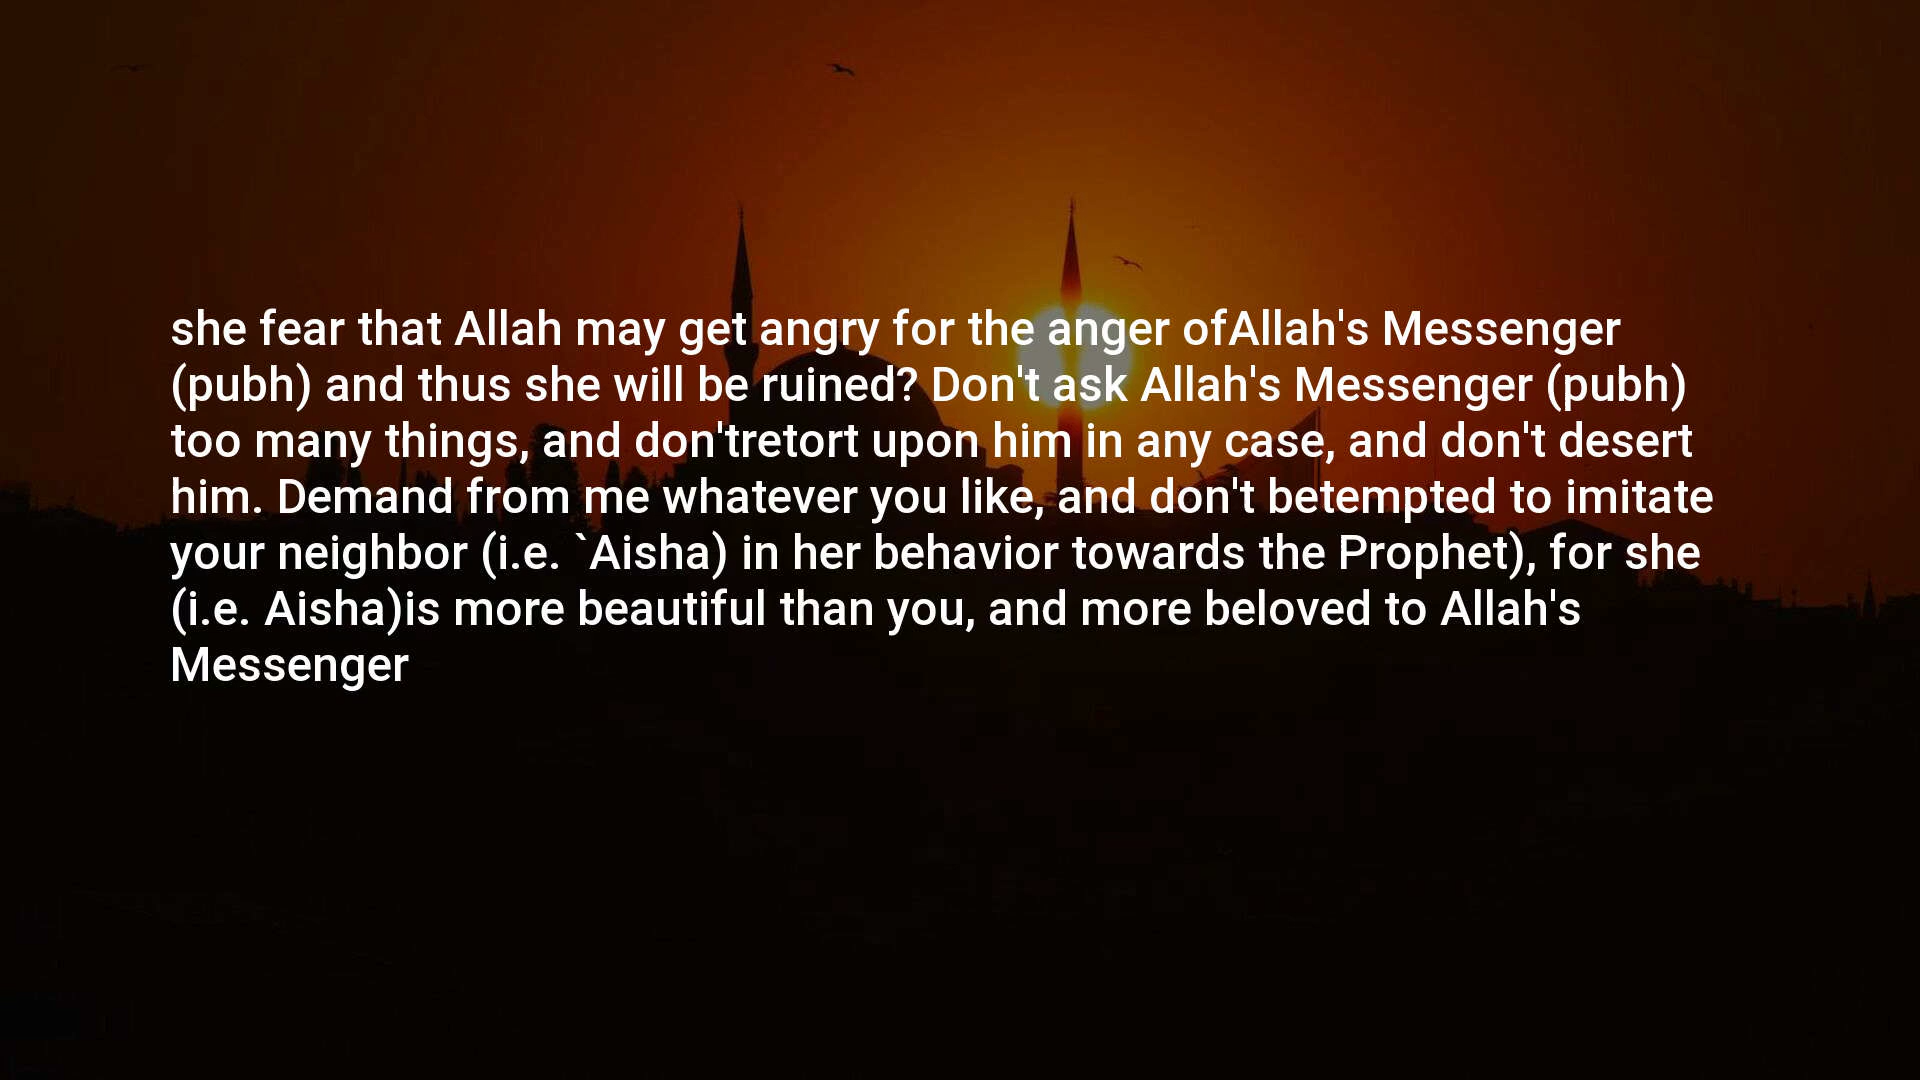 she fear that Allah may get angry for the anger ofAllah's Messenger
(pubh) and thus she will be ruined? Don't ask Allah's Messenger (pubh)
too many things, and don'tretort upon him in any case, and don't desert
him. Demand from me whatever you like, and don't betempted to imitate
your neighbor (i.e. `Aisha) in her behavior towards the Prophet), for she
(i.e. Aisha)is more beautiful than you, and more beloved to Allah's
Messenger